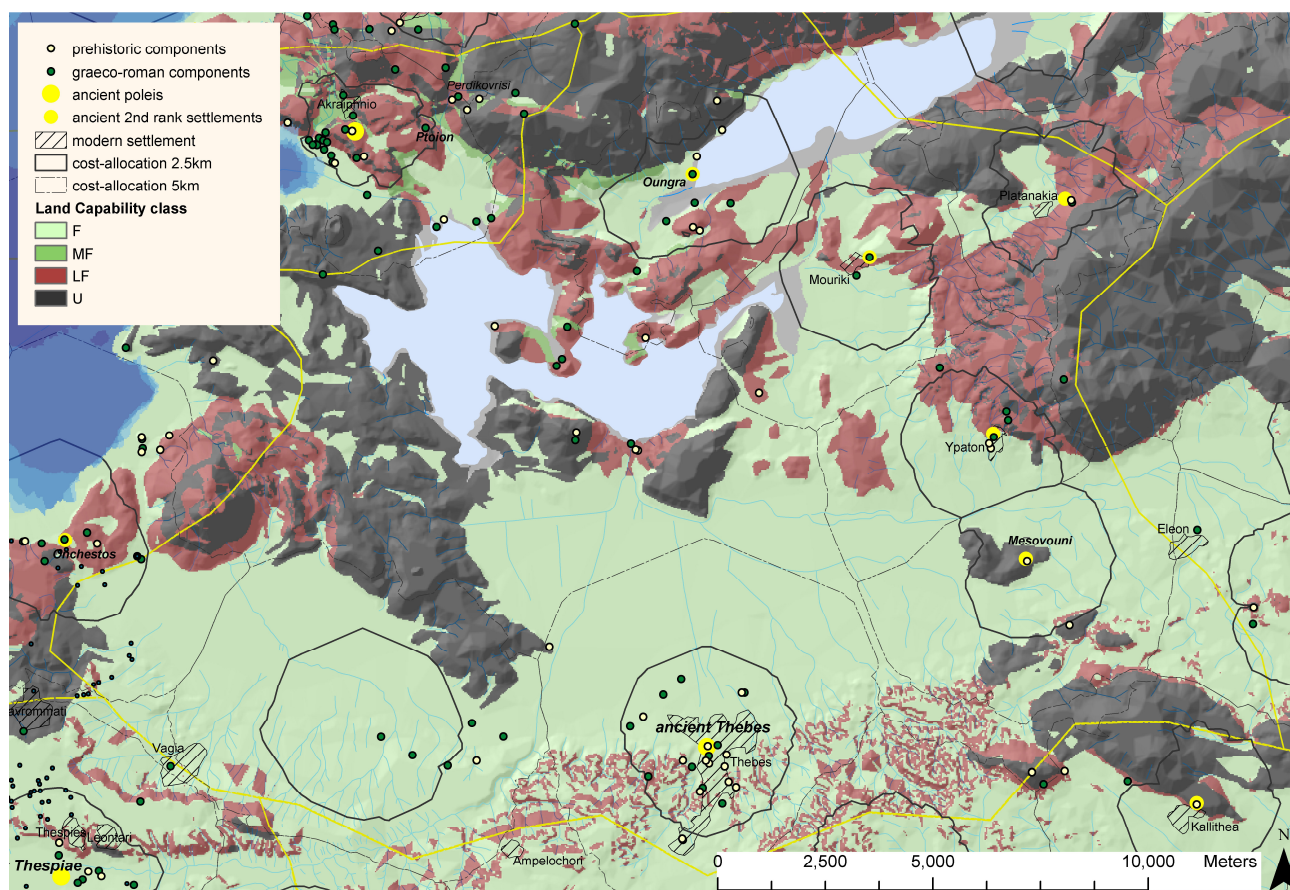 prehistoric components
graeco-roman components
ancient poleis
ancient 2nd rank settlements
modern settlement
cost-allocation 2.5km
cost-allocation 5km
Land Capability class
F
MF
LF
U
Perdikovrisi
Akraiphnio
Ptoion
Oungra
Platanakia
Mouriki
Ypaton
Eleon
Mesovouni
Onchestos
avrommati
ancient Thebes
Vagia
Thebes
Kallithea
Thespies
Leontari
Ampelochori
Thespiae
N
0 2,500 5,000 10,000 Meters